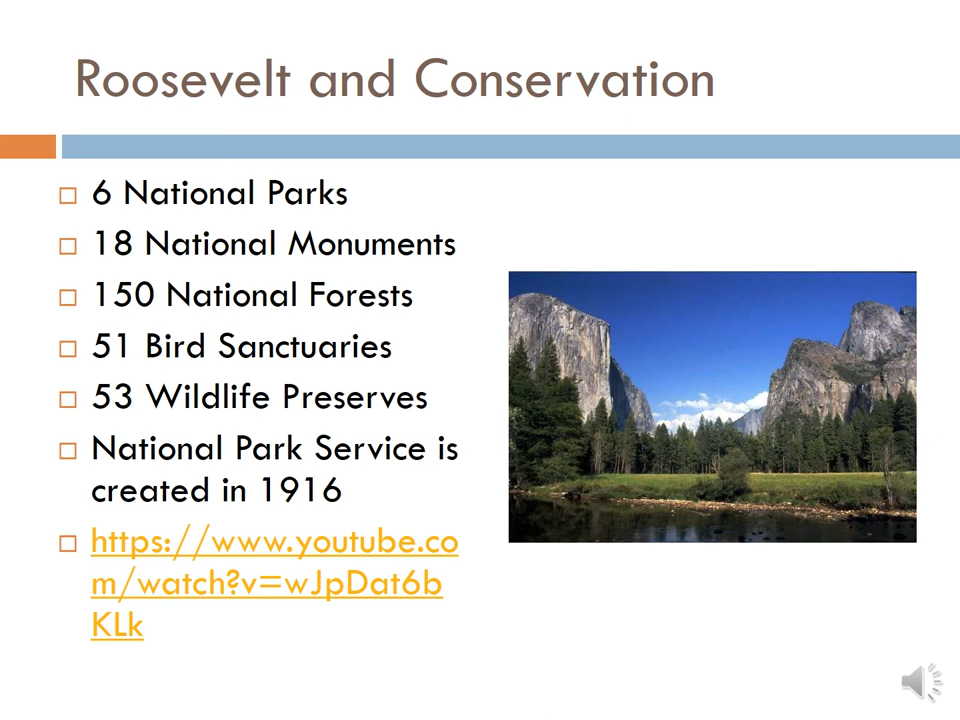 Roosevelt and Conservation
6 National Parks
18 National Monuments
150 National Forests
51 Bird Sanctuaries
53 Wildlife Preserves
National Park Service is
created in 1916
https://www.youtube.co
m/watch?v=wJpDat6b
KLk